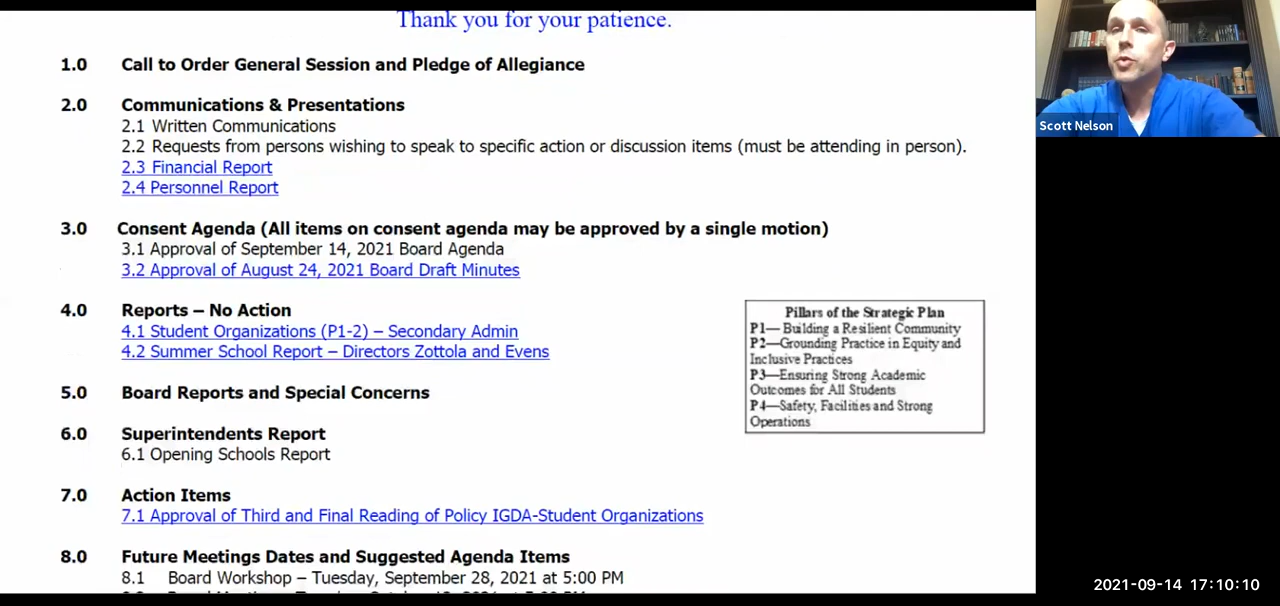 Thank you for your patience.
1.0 Call to Order General Session and Pledge of Allegiance
2.0 Communications & Presentations
2.1 Written Communications
2.2 Requests from persons wishing to speak to specific action or discussion items (must be attending in person).
2.3 Financial Report
2.4 Personnel Report
3.0 Consent Agenda (All items on consent agenda may be approved by a single motion)
3.1 Approval of September 14, 2021 Board Agenda
3.2 Approval of August 24, 2021 Board Draft Minutes
4.0 Reports – No Action
4.1 Student Organizations (P1-2) – Secondary Admin
4.2 Summer School Report – Directors Zottola and Evens
5.0 Board Reports and Special Concerns
6.0 Superintendents Report
6.1 Opening Schools Report
7.0 Action Items
7.1 Approval of Third and Final Reading of Policy IGDA-Student Organizations
8.0 Future Meetings Dates and Suggested Agenda Items
8.1 Board Workshop – Tuesday, September 28, 2021 at 5:00 PM
Pillars of the Strategic Plan
P1— Building a Resilient Community
P2—Grounding Practice in Equity and
Inclusive Practices
P3—Ensuring Strong Academic
Outcomes for All Students
P4—Safety, Facilities and Strong
Operations
Scott Nelson
2021-09-14 17:10:10